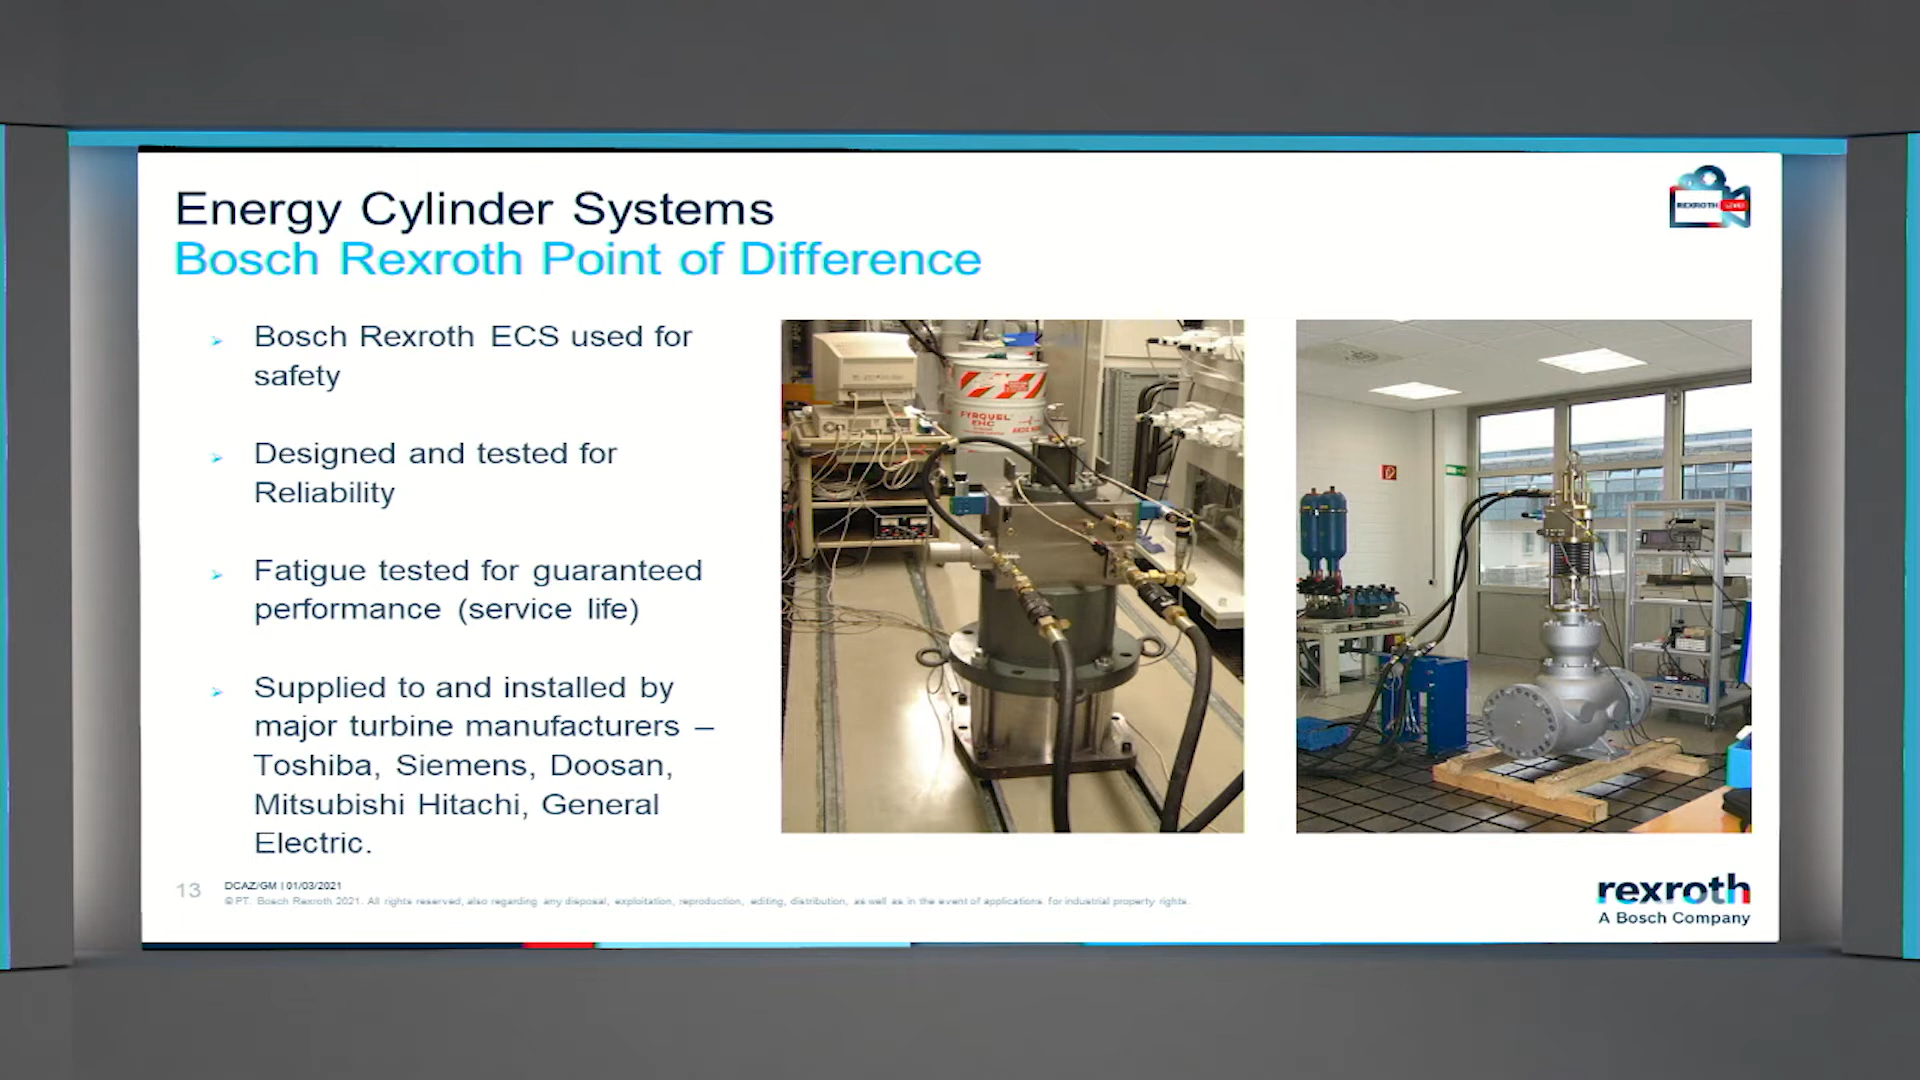 Energy Cylinder Systems
Bosch Rexroth Point of Difference
REXROTH LIVE!
Bosch Rexroth ECS used for
safety
Designed and tested for
Reliability
Fatigue tested for guaranteed
performance (service life)
Supplied to and installed by
major turbine manufacturers –
Toshiba, Siemens, Doosan,
Mitsubishi Hitachi, General
Electric.
FYRQUEL
EHC
13
DCAZ/GM | 01/03/2021
© PT. Bosch Rexroth 2021. All rights reserved, also regarding any disposal, exploitation, reproduction, editing, distribution, as well as in the event of applications for industrial property rights.
rexroth
A Bosch Company